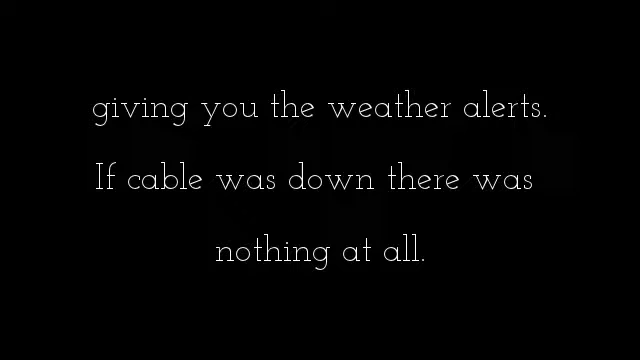 giving you the weather alerts.
If cable was down there was
nothing at all.